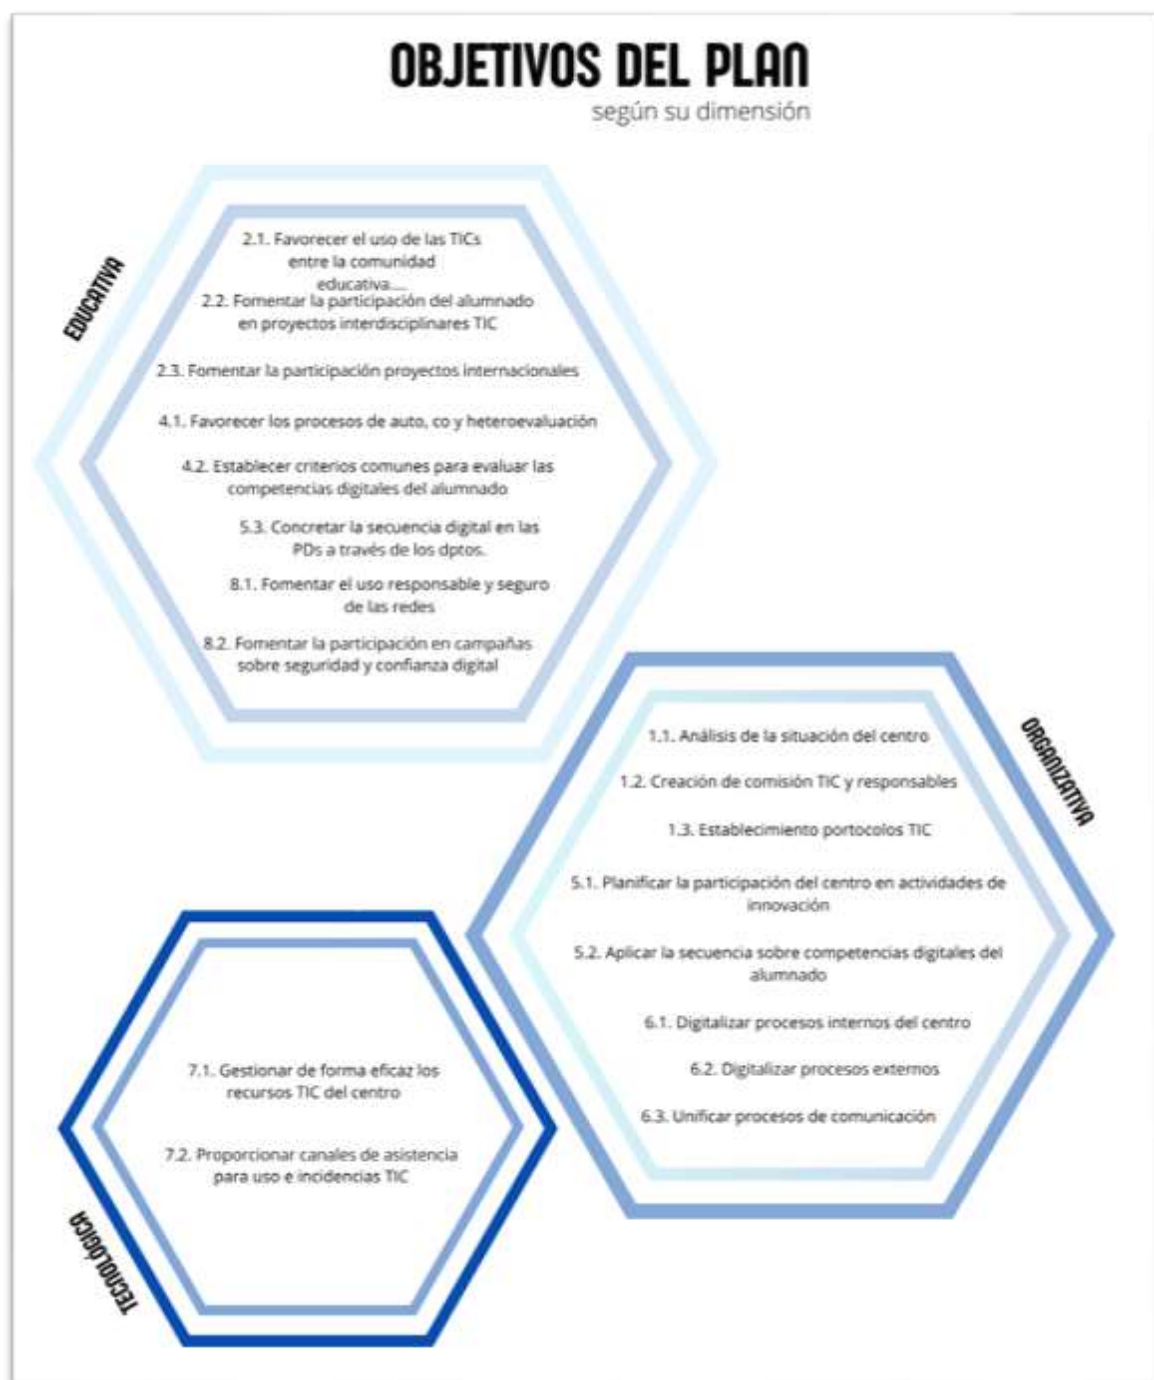 OBJETIVOS DEL PLAN
según su dimensión
EDUCATIVA
2.1. Favorecer el uso de las TICs
entre la comunidad
educativa....
2.2. Fomentar la participación del alumnado
en proyectos interdisciplinares TIC
2.3. Fomentar la participación proyectos internacionales
4.1. Favorecer los procesos de auto, co y heteroevaluación
4.2. Establecer criterios comunes para evaluar las
competencias digitales del alumnado
5.3. Concretar la secuencia digital en las
PDs a través de los dptos.
8.1. Fomentar el uso responsable y seguro
de las redes
8.2. Fomentar la participación en campañas
sobre seguridad y confianza digital
ORGANIZATIVA
1.1. Análisis de la situación del centro
1.2. Creación de comisión TIC y responsables
1.3. Establecimiento portocolos TIC
5.1. Planificar la participación del centro en actividades de
innovación
5.2. Aplicar la secuencia sobre competencias digitales del
alumnado
6.1. Digitalizar procesos internos del centro
6.2. Digitalizar procesos externos
6.3. Unificar procesos de comunicación
TECNOLÓGICA
7.1. Gestionar de forma eficaz los
recursos TIC del centro
7.2. Proporcionar canales de asistencia
para uso e incidencias TIC